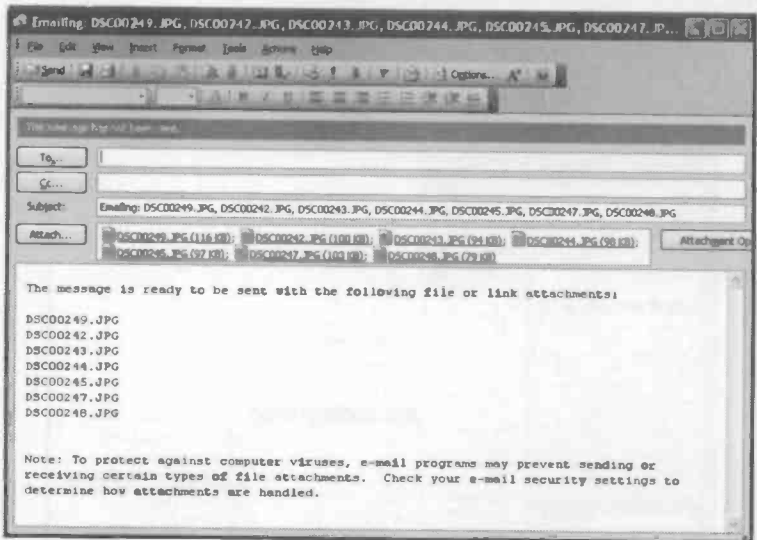 Emailing: DSC00249.JPG, DSC00242.JPG, DSC00243.JPG, DSC00244.JPG, DSC00245.JPG, DSC00247.JP...
File Edit View Insert Format Tools Actions Help
Send Options...
To...
Cc...
Subject: Emailing: DSC00249.JPG, DSC00242.JPG, DSC00243.JPG, DSC00244.JPG, DSC00245.JPG, DSC00247.JPG, DSC00248.JPG
Attach... DSC00249.JPG (116 KB); DSC00242.JPG (100 KB); DSC00243.JPG (94 KB); DSC00244.JPG (98 KB); Attachment Op
DSC00245.JPG (97 KB); DSC00247.JPG (103 KB); DSC00248.JPG (79 KB)
The message is ready to be sent with the following file or link attachments:
DSC00249.JPG
DSC00242.JPG
DSC00243.JPG
DSC00244.JPG
DSC00245.JPG
DSC00247.JPG
DSC00248.JPG
Note: To protect against computer viruses, e-mail programs may prevent sending or
receiving certain types of file attachments. Check your e-mail security settings to
determine how attachments are handled.